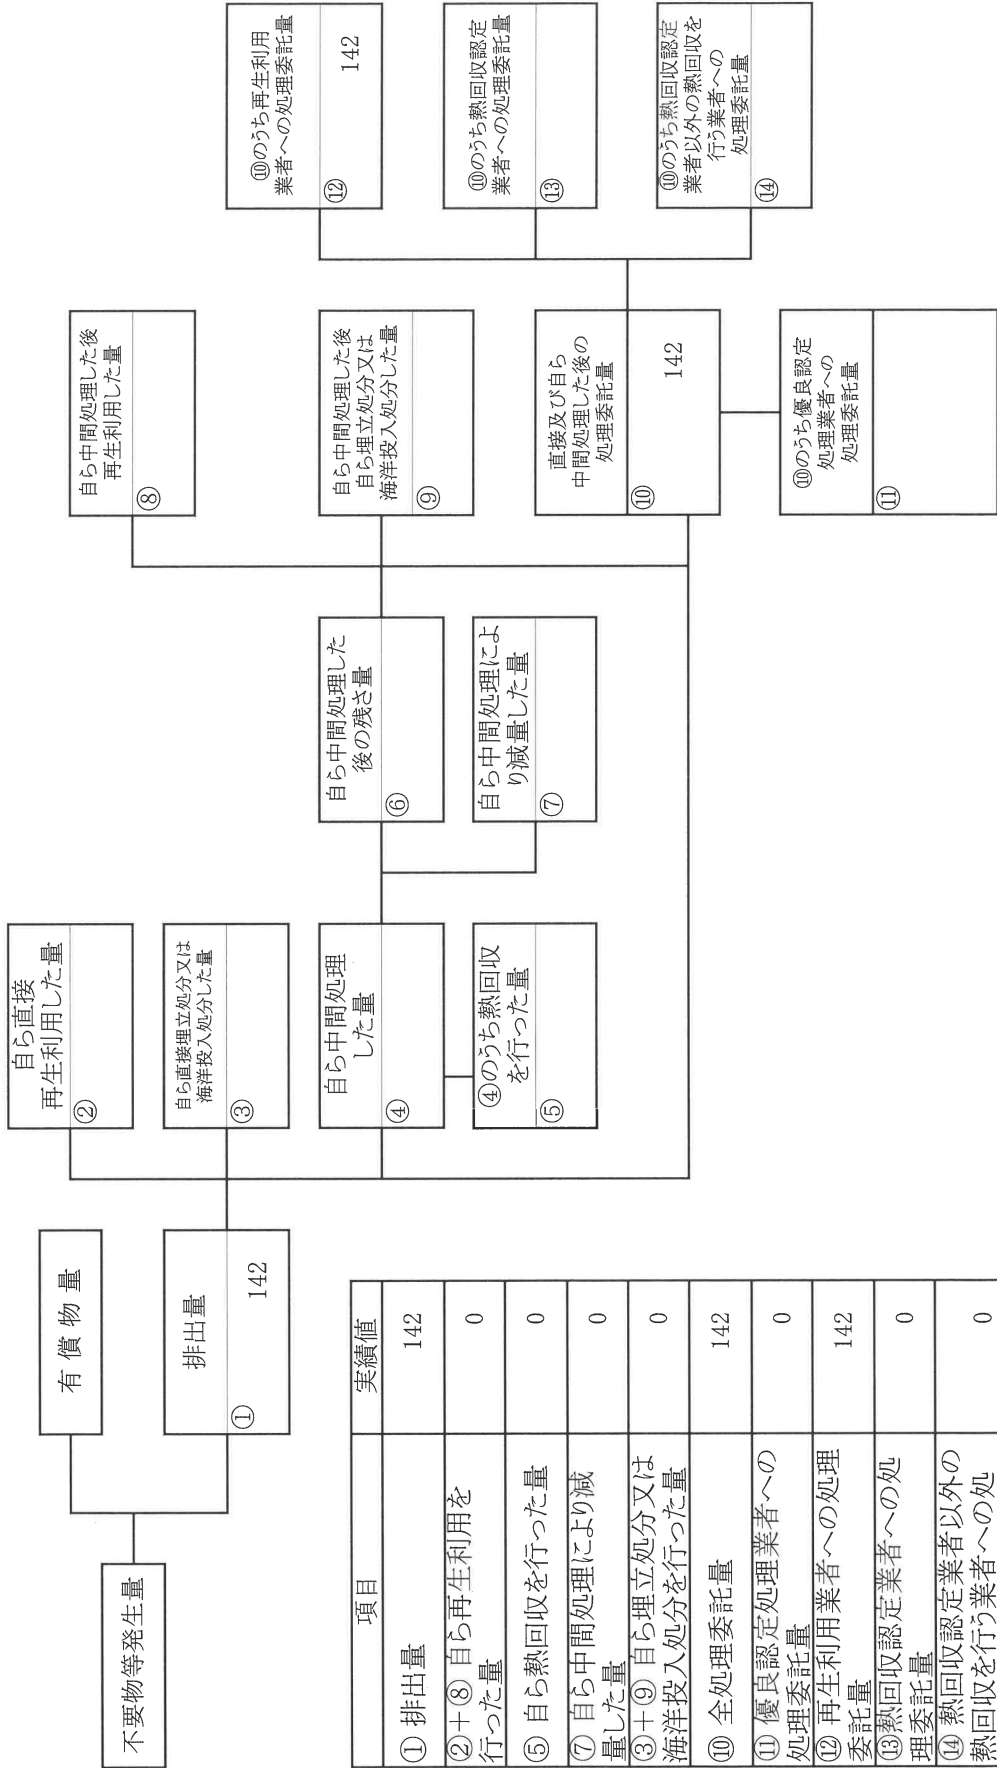 不要物等発生量
有 償 物 量
排出量
①
142
自ら直接
再生利用した量
②
自ら直接埋立処分又は
海洋投入処分した量
③
自ら中間処理
した量
④
④のうち熱回収
を行った量
⑤
自ら中間処理した
後の残さ量
⑥
自ら中間処理によ
り減量した量
⑦
自ら中間処理した後
再生利用した量
⑧
自ら中間処理した後
自ら埋立処分又は
海洋投入処分した量
⑨
直接及び自ら
中間処理した後の
処理委託量
⑩
142
⑩のうち優良認定
処理業者への
処理委託量
⑪
⑩のうち再生利用
業者への処理委託量
⑫
142
⑩のうち熱回収認定
業者への処理委託量
⑬
⑩のうち熱回収認定
業者以外の熱回収を
行う業者への
処理委託量
⑭
項目 実績値
① 排出量 142
②＋⑧ 自ら再生利用を
行った量 0
⑤ 自ら熱回収を行った量 0
⑦ 自ら中間処理により減
量した量 0
③＋⑨ 自ら埋立処分又は
海洋投入処分を行った量 0
⑩ 全処理委託量 142
⑪ 優良認定処理業者への
処理委託量 0
⑫ 再生利用業者への処理
委託量 142
⑬熱回収認定業者への処
理委託量 0
⑭ 熱回収認定業者以外の
熱回収を行う業者への処 0